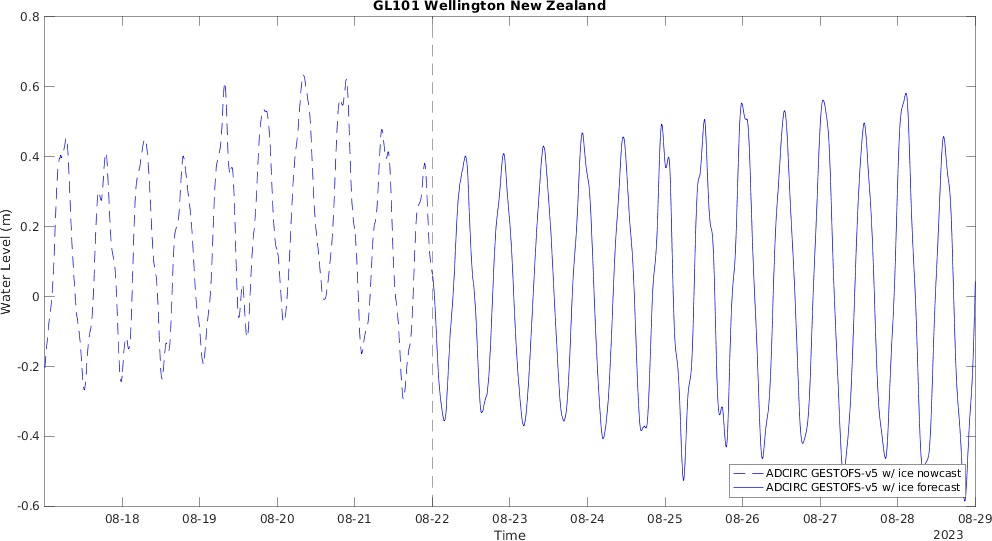 GL101 Wellington New Zealand
0.8
0.6
0.4
0.2
0
-0.2
-0.4
-0.6
Water Level (m)
ADCIRC GESTOFS-v5 w/ ice nowcast
ADCIRC GESTOFS-v5 w/ ice forecast
08-18 08-19 08-20 08-21 08-22 08-23 08-24 08-25 08-26 08-27 08-28 08-29
Time
2023